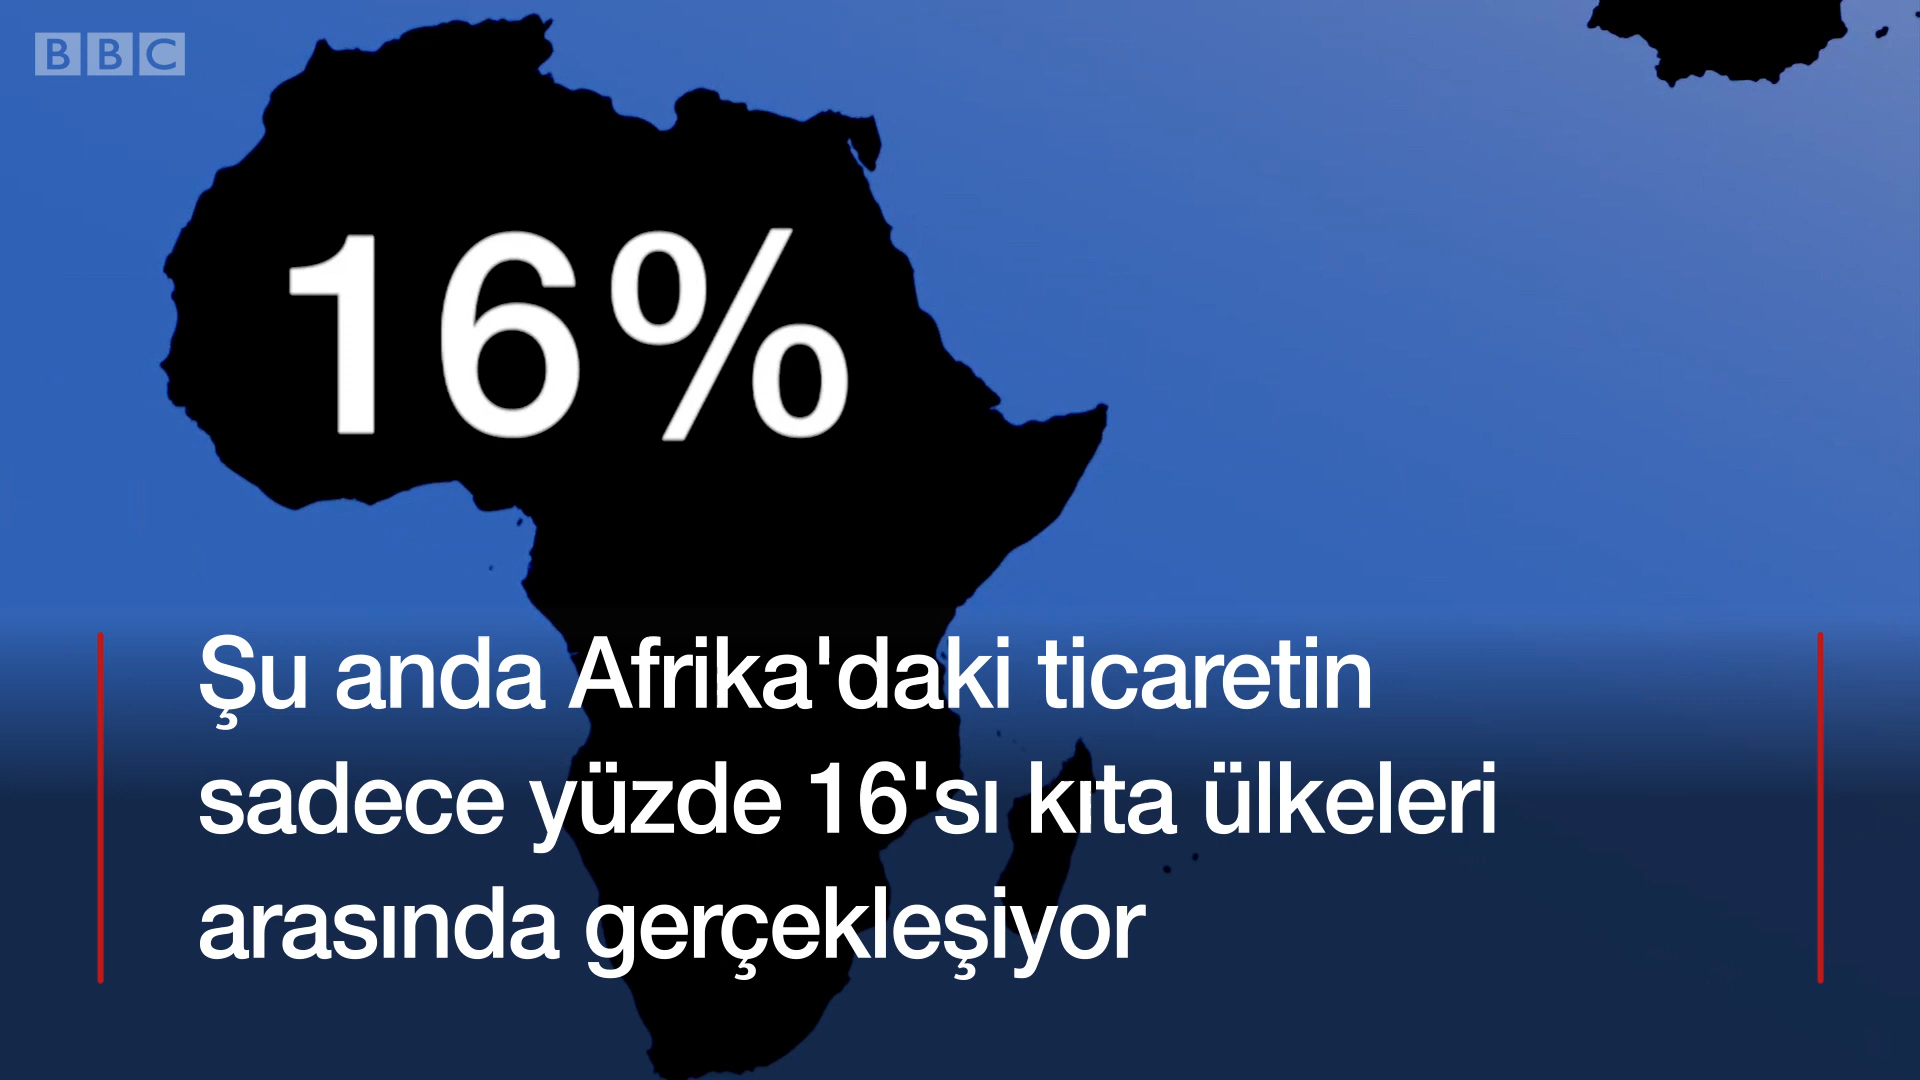 BBC
16%
Şu anda Afrika'daki ticaretin
sadece yüzde 16'sı kıta ülkeleri
arasında gerçekleşiyor